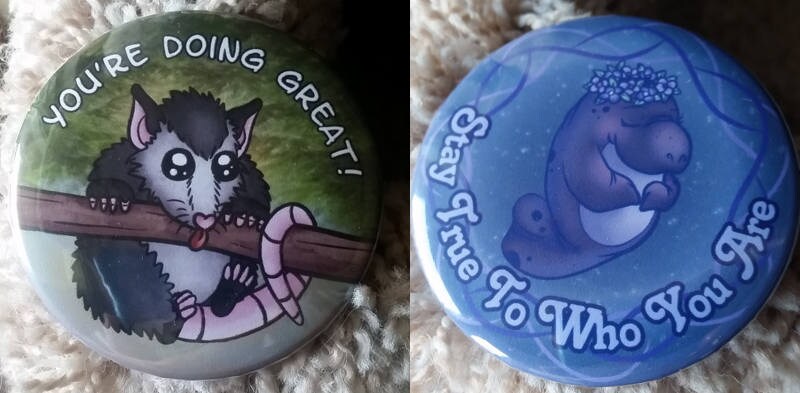 YOU'RE DOING GREAT!
Stay True To Who You Are